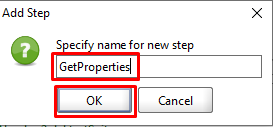 Add Step
Specify name for new step
GetProperties
OK
Cancel